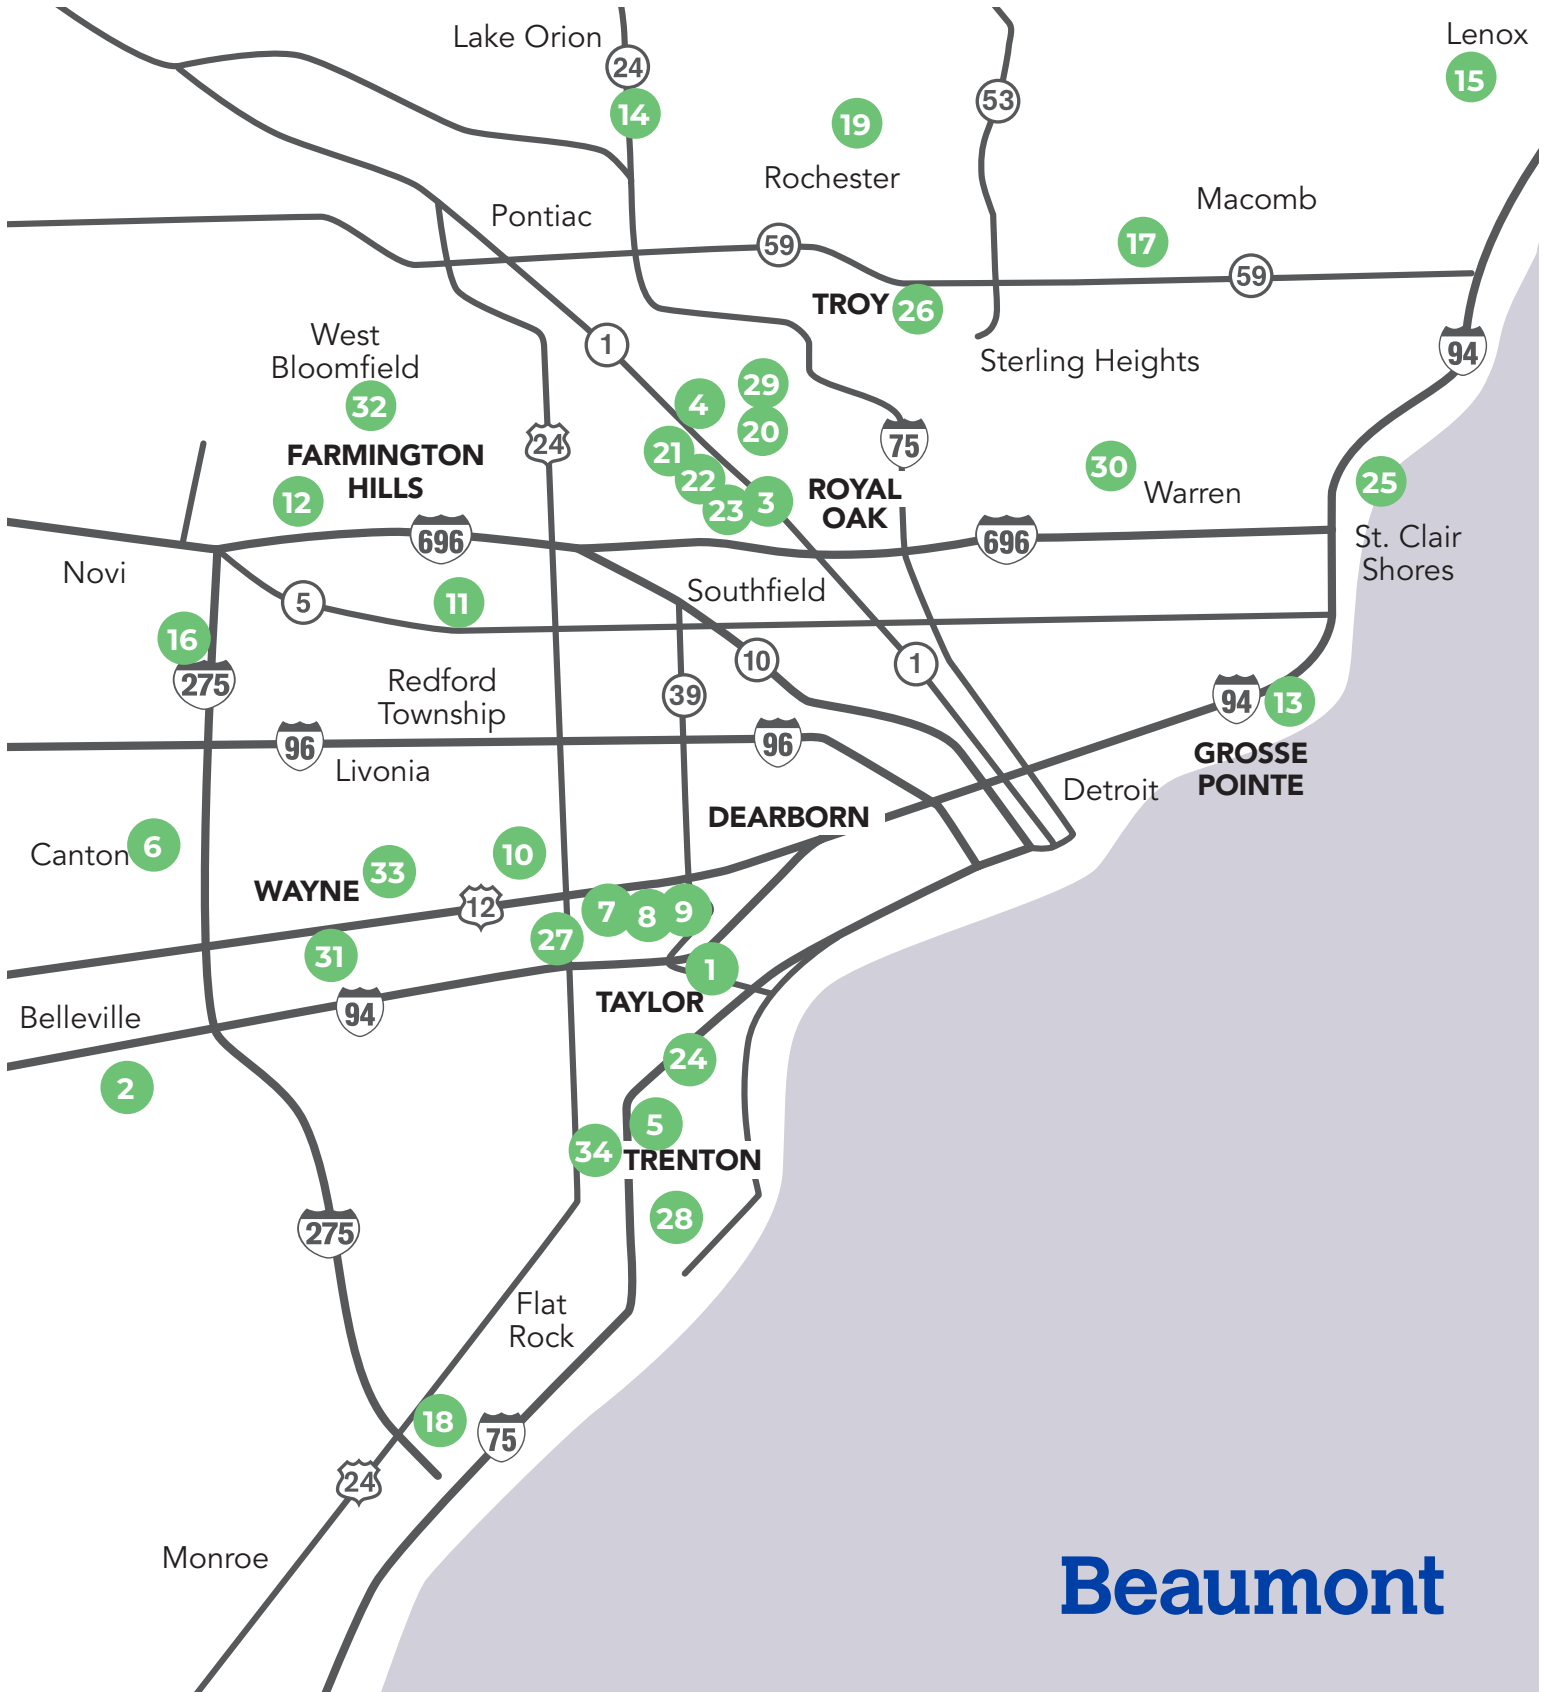 Lake Orion
24
Lenox
15
14
19
53
Rochester
Macomb
Pontiac
59
17
59
TROY
26
West
Bloomfield
32
1
Sterling Heights
94
29
4
20
FARMINGTON
HILLS
12
24
21
22
23
3
75
ROYAL
OAK
30
Warren
25
696
696
St. Clair
Shores
Novi
5
11
Southfield
16
275
10
1
39
Redford
Township
94
13
96
96
Livonia
GROSSE
POINTE
Detroit
DEARBORN
Canton
6
10
33
WAYNE
12
7
8
9
27
31
1
TAYLOR
94
Belleville
24
2
5
34
TRENTON
28
275
Flat
Rock
18
75
24
Monroe
Beaumont